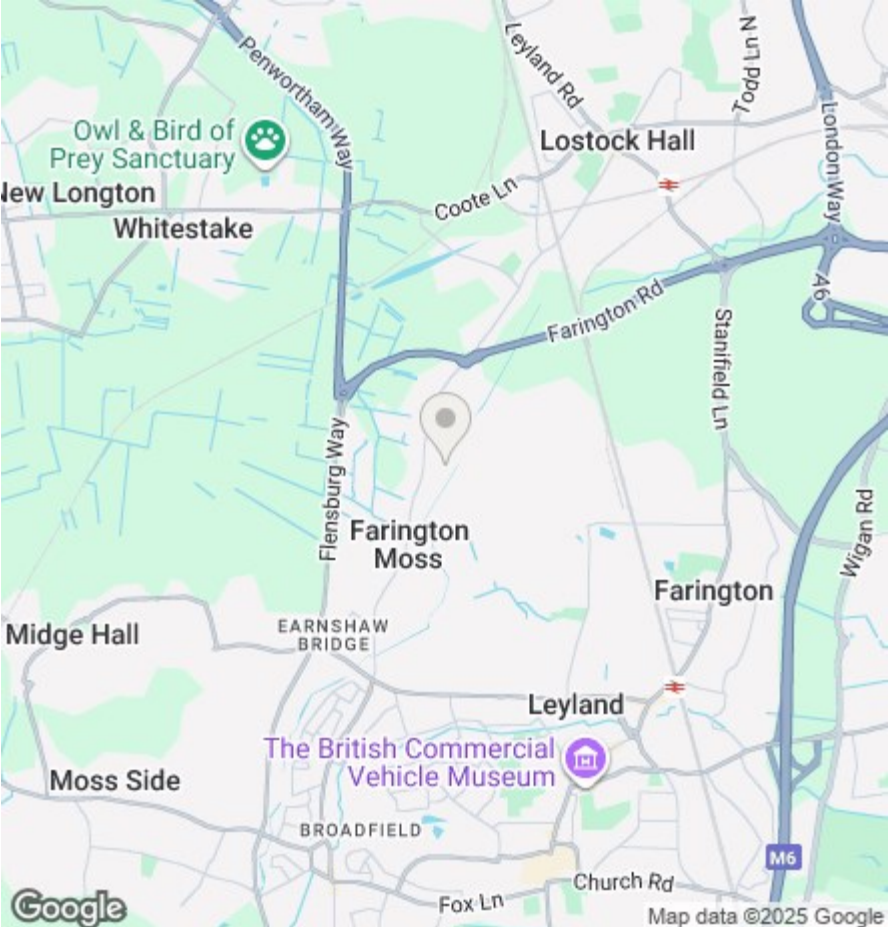 Penwortham Way
Leyland Rd
Todd Ln N
London Way
Owl & Bird of
Prey Sanctuary
Lostock Hall
New Longton
Coote Ln
Whitestake
A6
Farington Rd
Stanifield Ln
Flensburg Way
Wigan Rd
Farington
Moss
Farington
Midge Hall
EARNSHAW
BRIDGE
Leyland
The British Commercial
Vehicle Museum
Moss Side
BROADFIELD
M6
Church Rd
Fox Ln
Google
Map data ©2025 Google